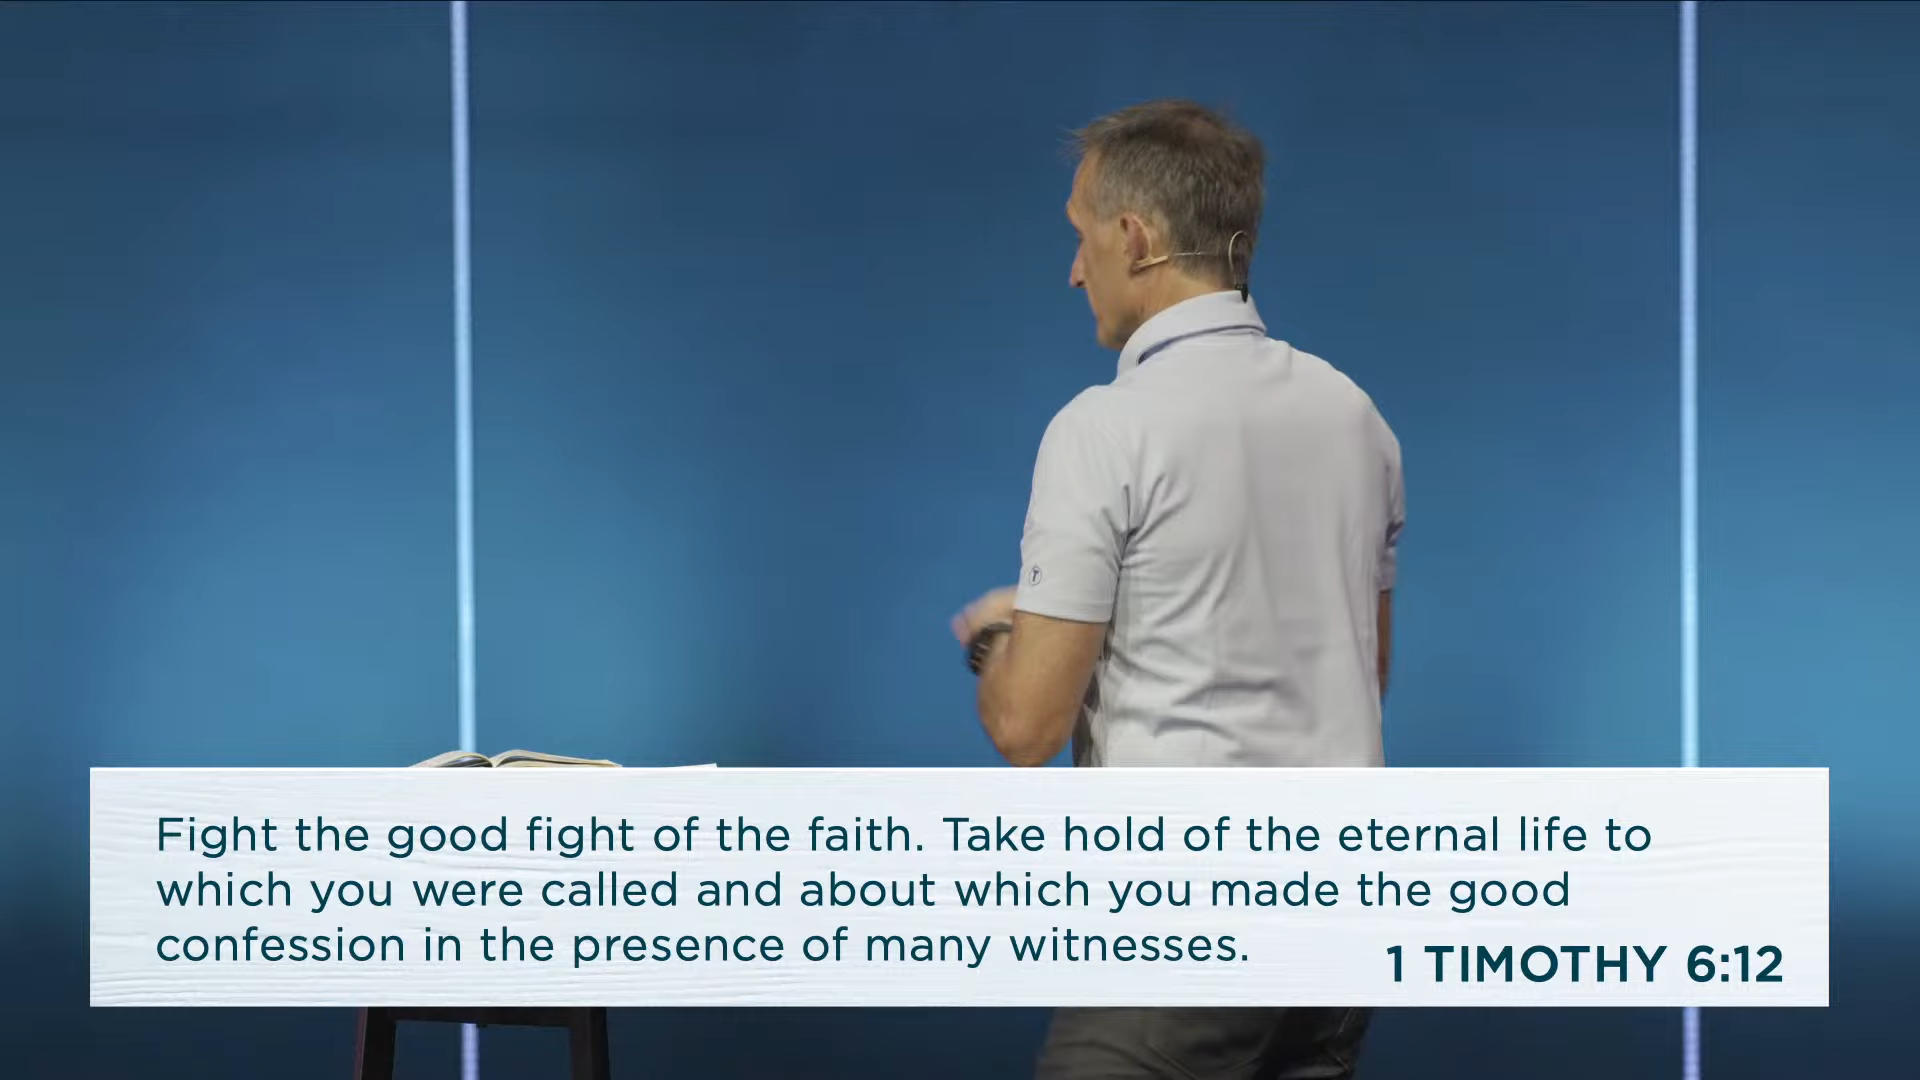 Fight the good fight of the faith. Take hold of the eternal life to
which you were called and about which you made the good
confession in the presence of many witnesses.
1 TIMOTHY 6:12
T